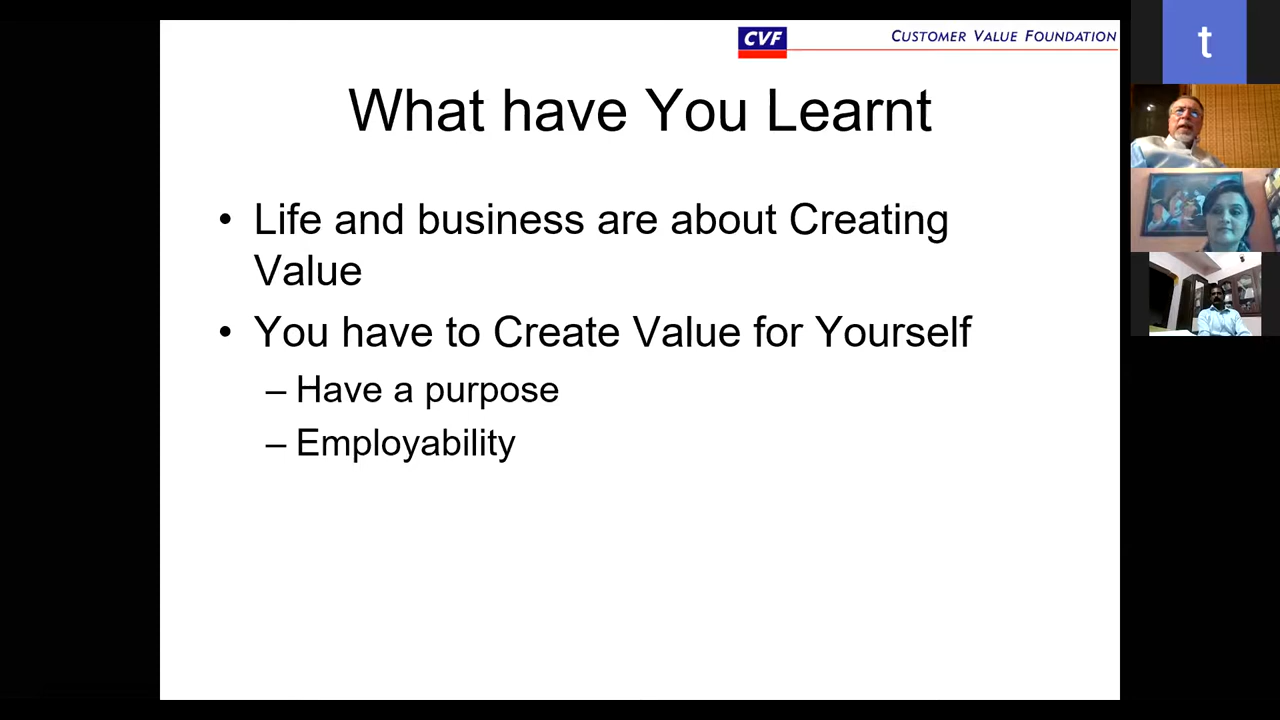 CVF
CUSTOMER VALUE FOUNDATION
t
What have You Learnt
• Life and business are about Creating
Value
• You have to Create Value for Yourself
– Have a purpose
– Employability